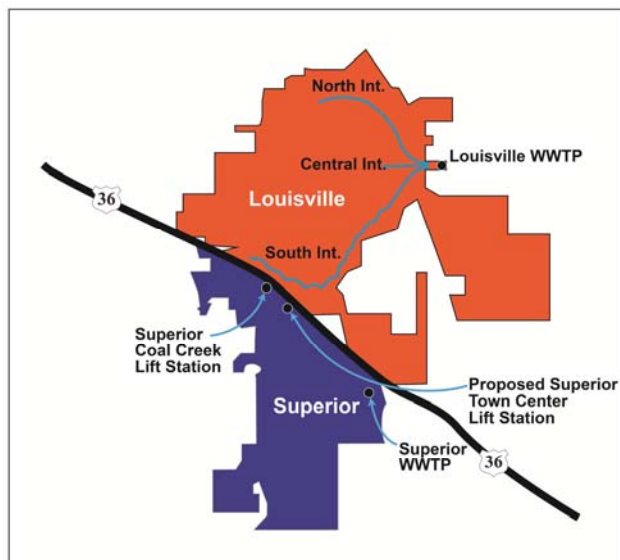 North Int.
Central Int.
Louisville WWTP
36
Louisville
South Int.
Superior
Coal Creek
Lift Station
Proposed Superior
Town Center
Lift Station
Superior
Superior
WWTP
36